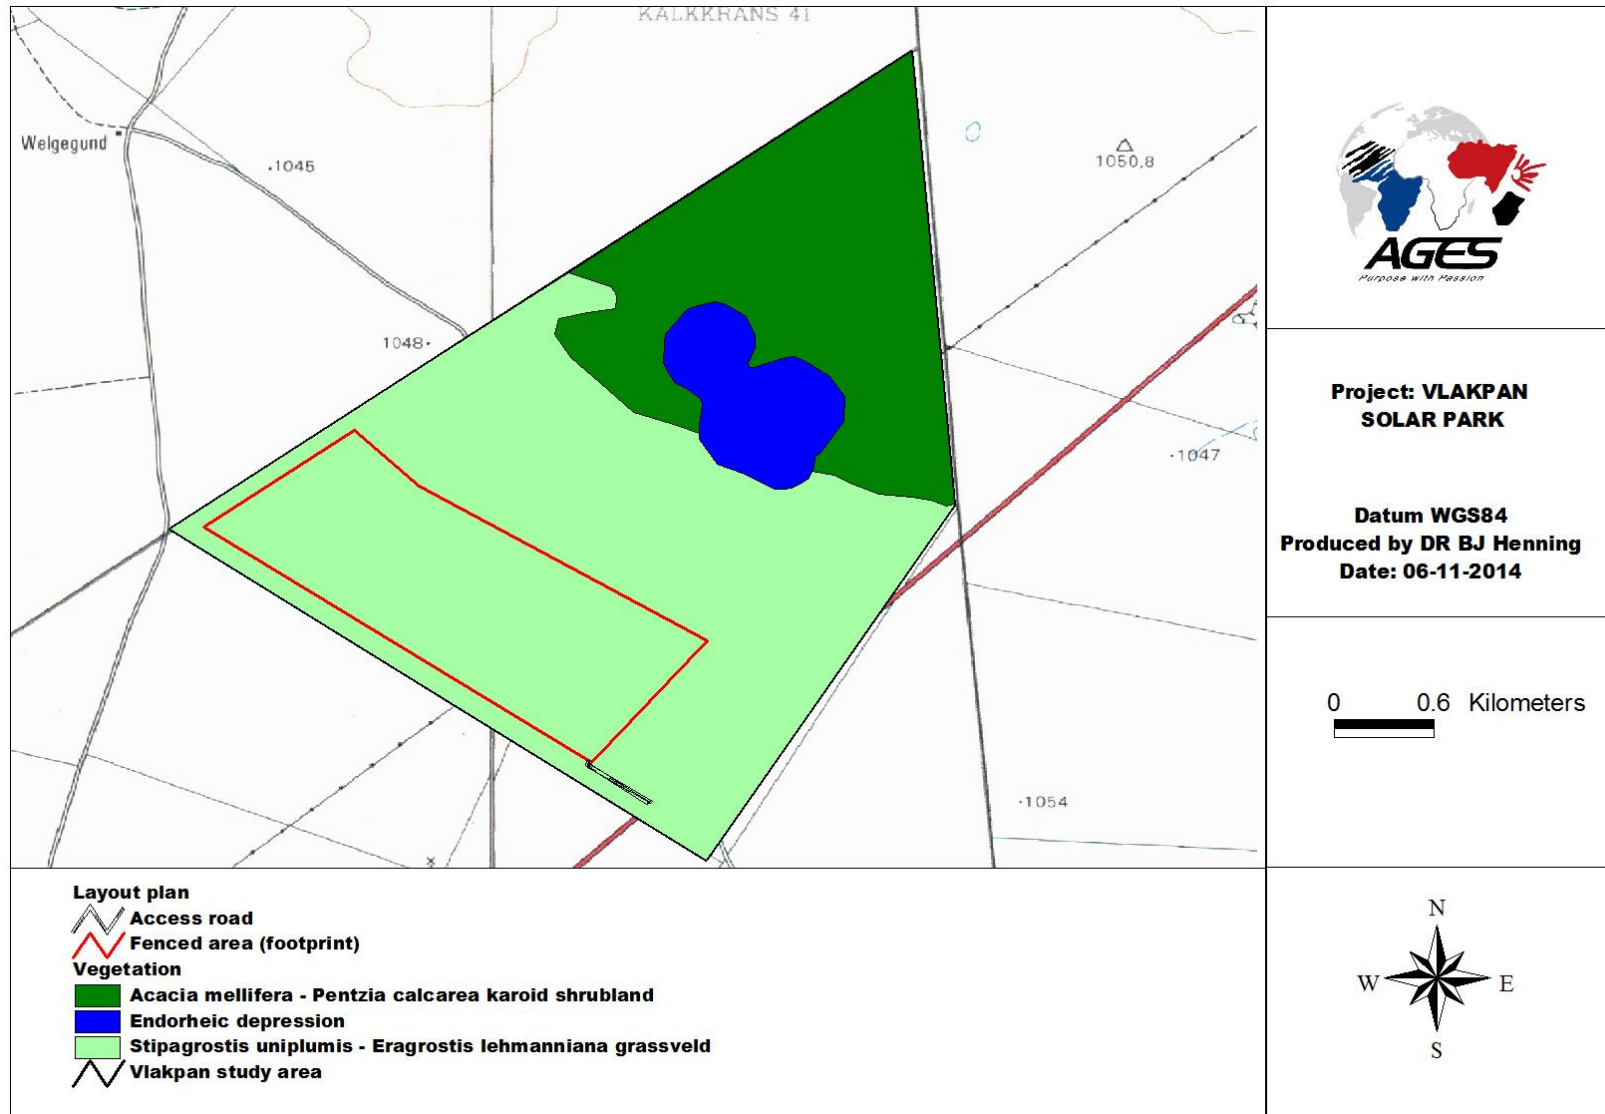 KALKKRANS 41
Welgegund
1045
1050,8
1048
1047
1054
AGES
Purpose with Passion
Project: VLAKPAN
SOLAR PARK
Datum WGS84
Produced by DR BJ Henning
Date: 06-11-2014
0 0.6 Kilometers
N
W E
S
Layout plan
Access road
Fenced area (footprint)
Vegetation
Acacia mellifera - Pentzia calcarea karoid shrubland
Endorheic depression
Stipagrostis uniplumis - Eragrostis lehmanniana grassveld
Vlakpan study area